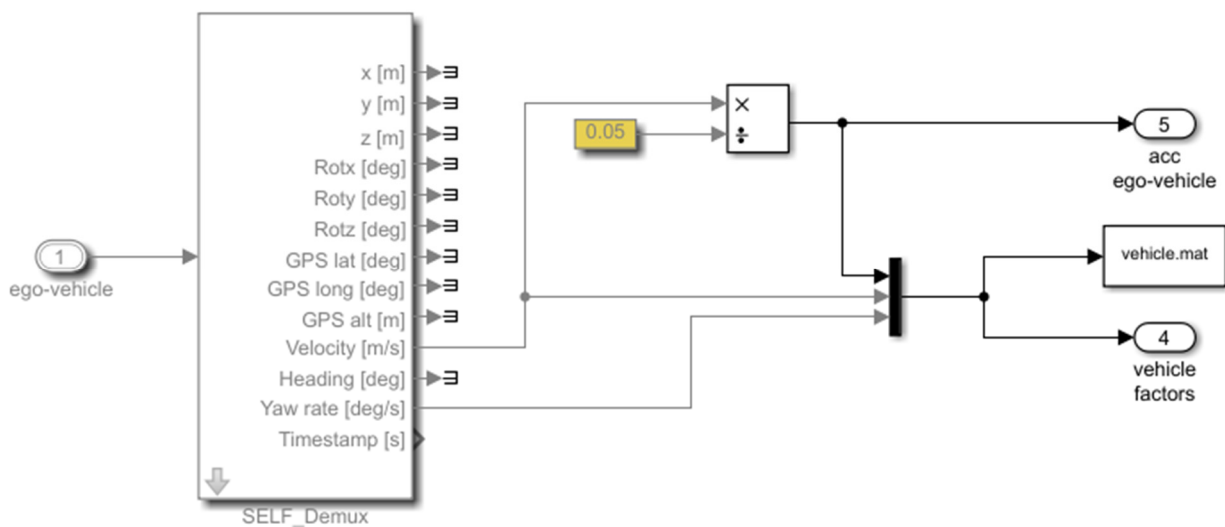 x [m]
y [m]
z [m]
Rotx [deg]
Roty [deg]
Rotz [deg]
GPS lat [deg]
GPS long [deg]
GPS alt [m]
Velocity [m/s]
Heading [deg]
Yaw rate [deg/s]
Timestamp [s]
1
ego-vehicle
SELF_Demux
0.05
×
÷
5
acc
ego-vehicle
vehicle.mat
4
vehicle
factors